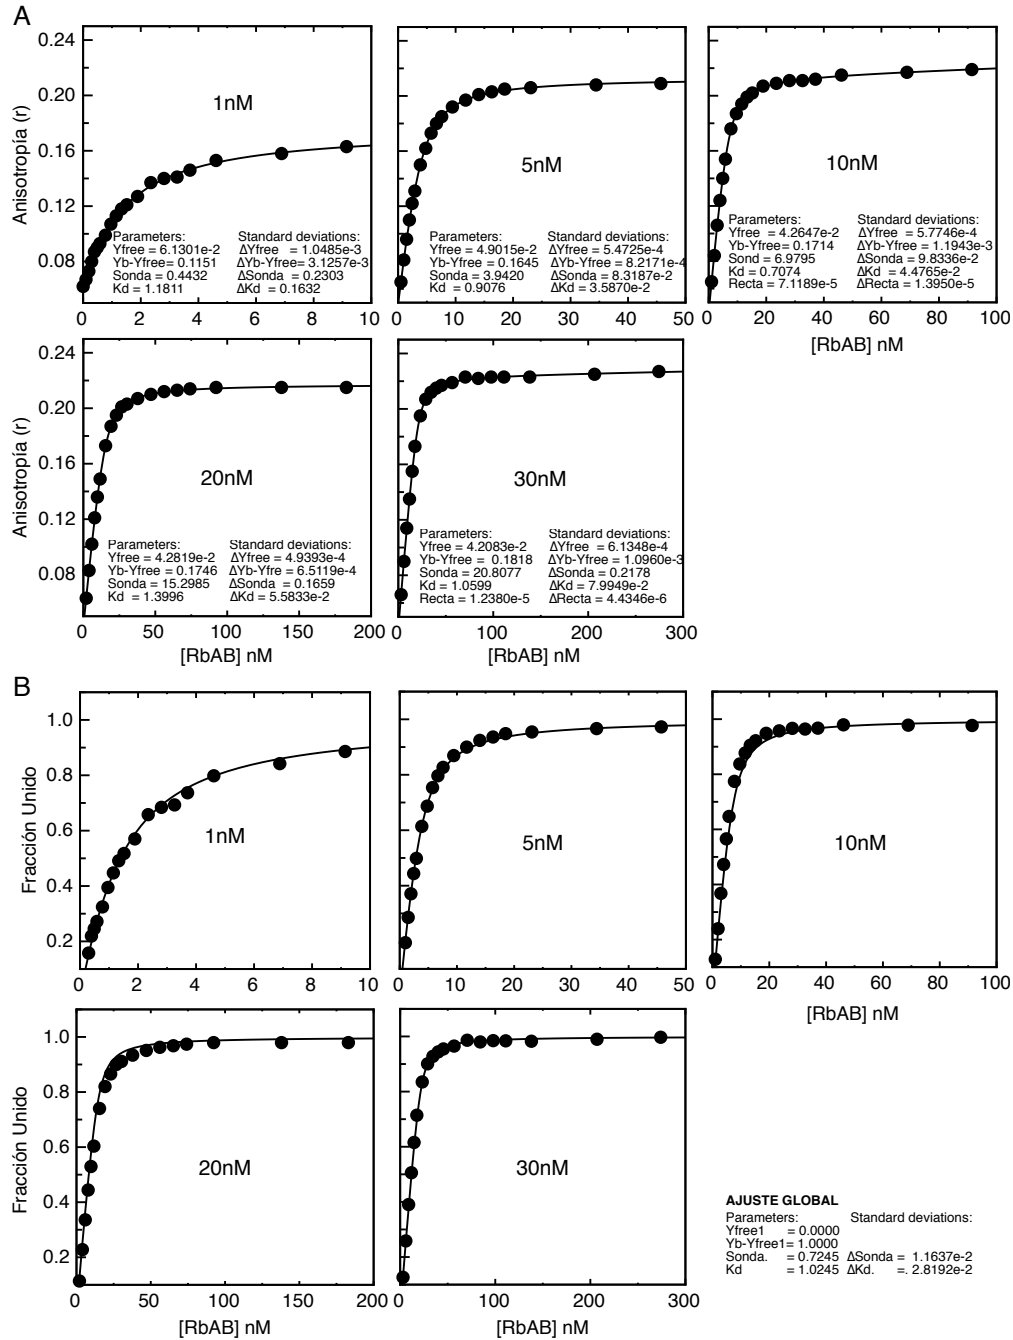 A
0.24
0.20
0.16
0.12
0.08
Anisotropía (r)
1nM
Parameters: Standard deviations:
Yfree = 6.1301e-2 ΔYfree = 1.0485e-3
Yb-Yfree= 0.1151 ΔYb-Yfree= 3.1257e-3
Sonda = 0.4432 ΔSonda = 0.2303
Kd = 1.1811 ΔKd = 0.1632
0 2 4 6 8 10
5nM
Parameters: Standard deviations:
Yfree = 4.9015e-2 ΔYfree = 5.4725e-4
Yb-Yfree = 0.1645 ΔYb-Yfree = 8.2171e-4
Sonda = 3.9420 ΔSonda = 8.3187e-2
Kd = 0.9076 ΔKd = 3.5870e-2
0 10 20 30 40 50
10nM
Parameters: Standard deviations:
Yfree = 4.2647e-2 ΔYfree = 5.7746e-4
Yb-Yfree = 0.1714 ΔYb-Yfree = 1.1943e-3
Sond = 6.9795 ΔSonda = 9.8336e-2
Kd = 0.7074 ΔKd = 4.4765e-2
Recta = 7.1189e-5 ΔRecta = 1.3950e-5
0 20 40 60 80 100
[RbAB] nM
0.24
0.20
0.16
0.12
0.08
Anisotropía (r)
20nM
Parameters: Standard deviations:
Yfree = 4.2819e-2 ΔYfree = 4.9393e-4
Yb-Yfree = 0.1746 ΔYb-Yfre = 6.5119e-4
Sonda = 15.2985 ΔSonda = 0.1659
Kd = 1.3996 ΔKd = 5.5833e-2
0 50 100 150 200
[RbAB] nM
30nM
Parameters: Standard deviations:
Yfree = 4.2083e-2 ΔYfree = 6.1348e-4
Yb-Yfree = 0.1818 ΔYb-Yfree = 1.0960e-3
Sonda = 20.8077 ΔSonda = 0.2178
Kd = 1.0599 ΔKd = 7.9949e-2
Recta = 1.2380e-5 ΔRecta = 4.4346e-6
0 100 200 300
[RbAB] nM
B
1.0
0.8
0.6
0.4
0.2
Fracción Unido
1nM
0 2 4 6 8 10
5nM
0 10 20 30 40 50
10nM
0 20 40 60 80 100
[RbAB] nM
1.0
0.8
0.6
0.4
0.2
Fracción Unido
20nM
0 50 100 150 200
[RbAB] nM
30nM
0 100 200 300
[RbAB] nM
AJUSTE GLOBAL
Parameters: Standard deviations:
Yfree1 = 0.0000
Yb-Yfree1= 1.0000
Sonda. = 0.7245 ΔSonda = 1.1637e-2
Kd = 1.0245 ΔKd. =. 2.8192e-2